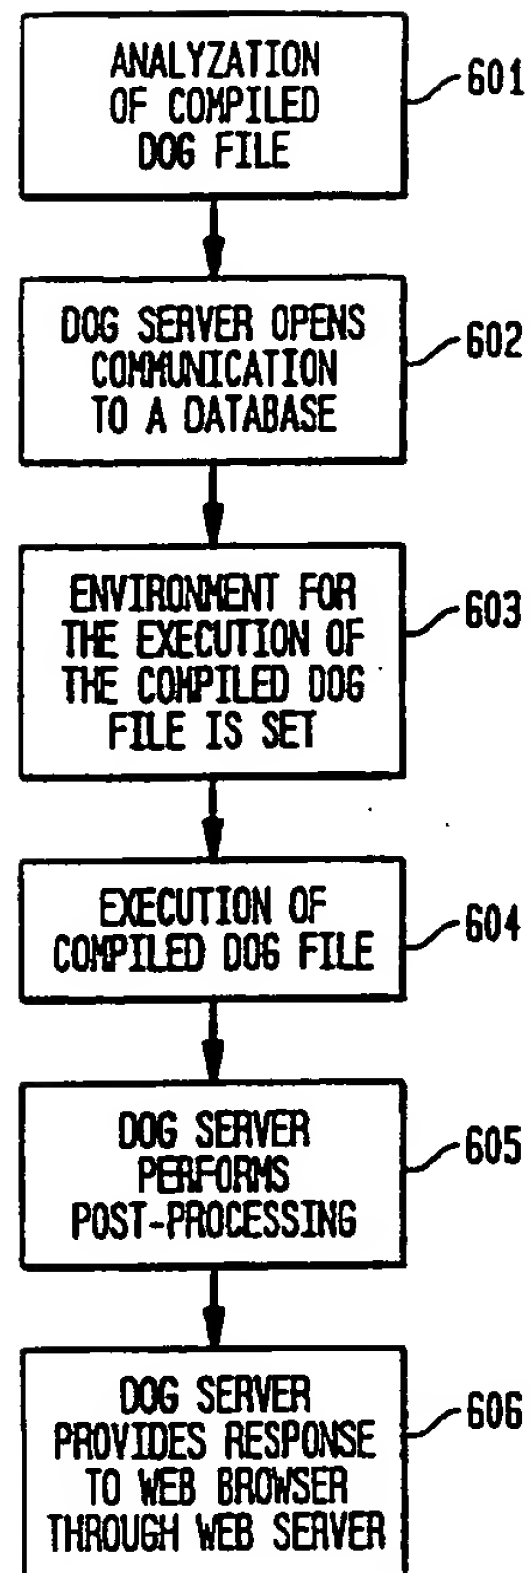 ANALYZATION
OF COMPILED
DOG FILE
601
DOG SERVER OPENS
COMMUNICATION
TO A DATABASE
602
ENVIRONMENT FOR
THE EXECUTION OF
THE COMPILED DOG
FILE IS SET
603
EXECUTION OF
COMPILED DOG FILE
604
DOG SERVER
PERFORMS
POST-PROCESSING
605
DOG SERVER
PROVIDES RESPONSE
TO WEB BROWSER
THROUGH WEB SERVER
606